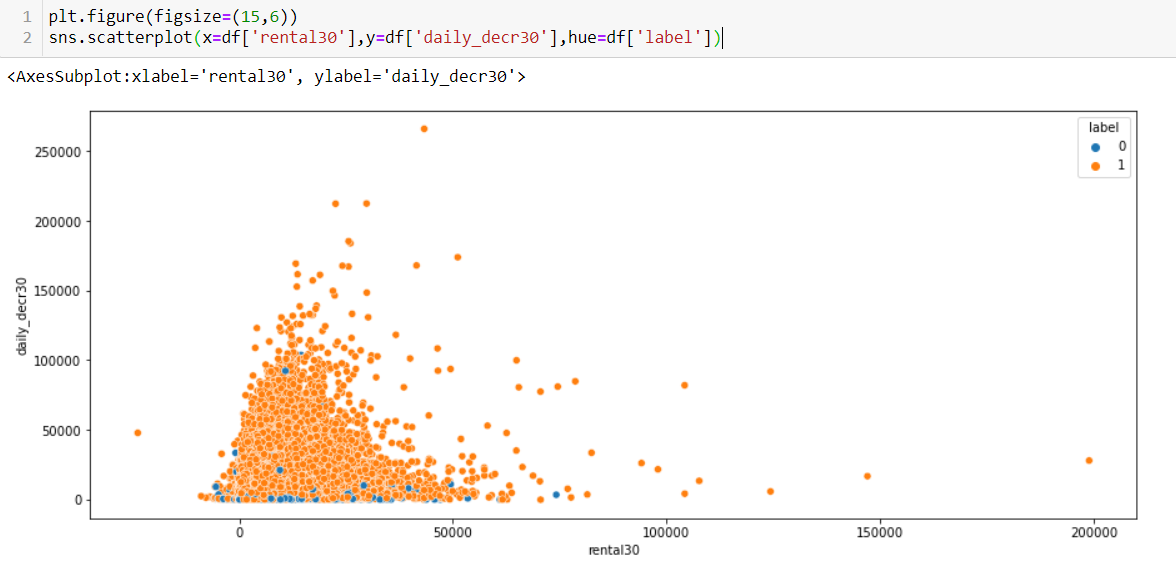 1 plt.figure(figsize=(15,6))
2 sns.scatterplot(x=df['rental30'],y=df['daily_decr30'],hue=df['label'])
<AxesSubplot:xlabel='rental30', ylabel='daily_decr30'>
label
0
1
250000
200000
150000
100000
50000
0
daily_decr30
0 50000 100000 150000 200000
rental30